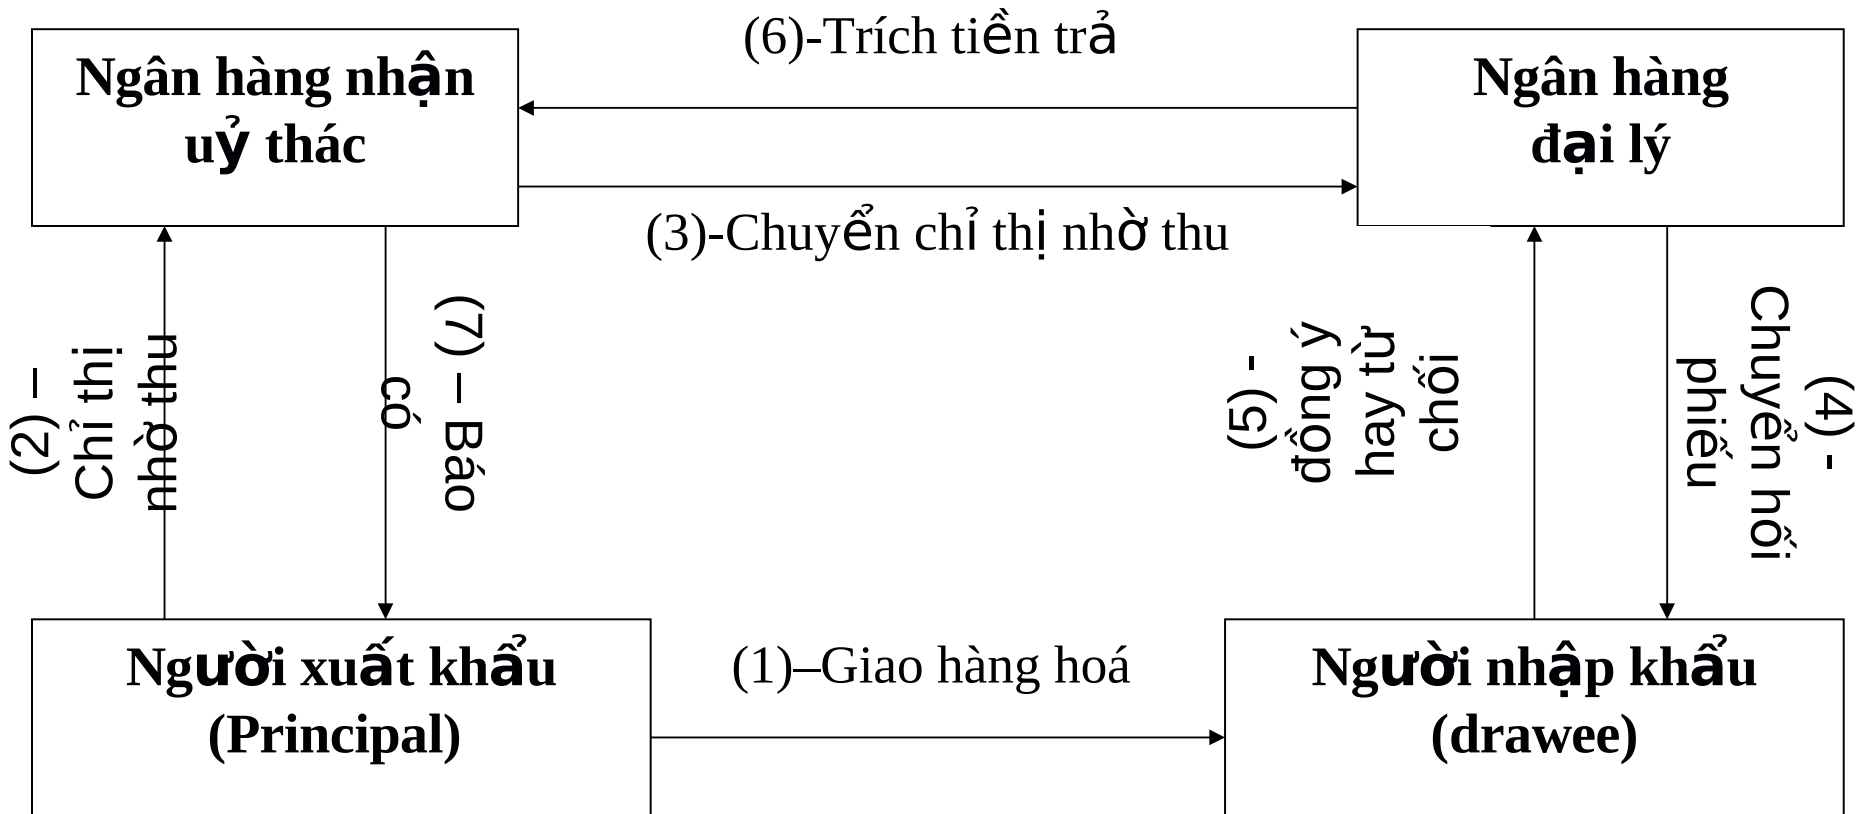 (6)-Trích tiền trả
Ngân hàng nhận
uỷ thác
Ngân hàng
đại lý
(3)-Chuyển chỉ thị nhờ thu
(2) –
Chỉ thị
nhờ thu
(7) – Báo
có
(5) -
đồng ý
hay từ
chối
(4) -
Chuyển hối
phiếu
Người xuất khẩu
(Principal)
(1)–Giao hàng hoá
Người nhập khẩu
(drawee)